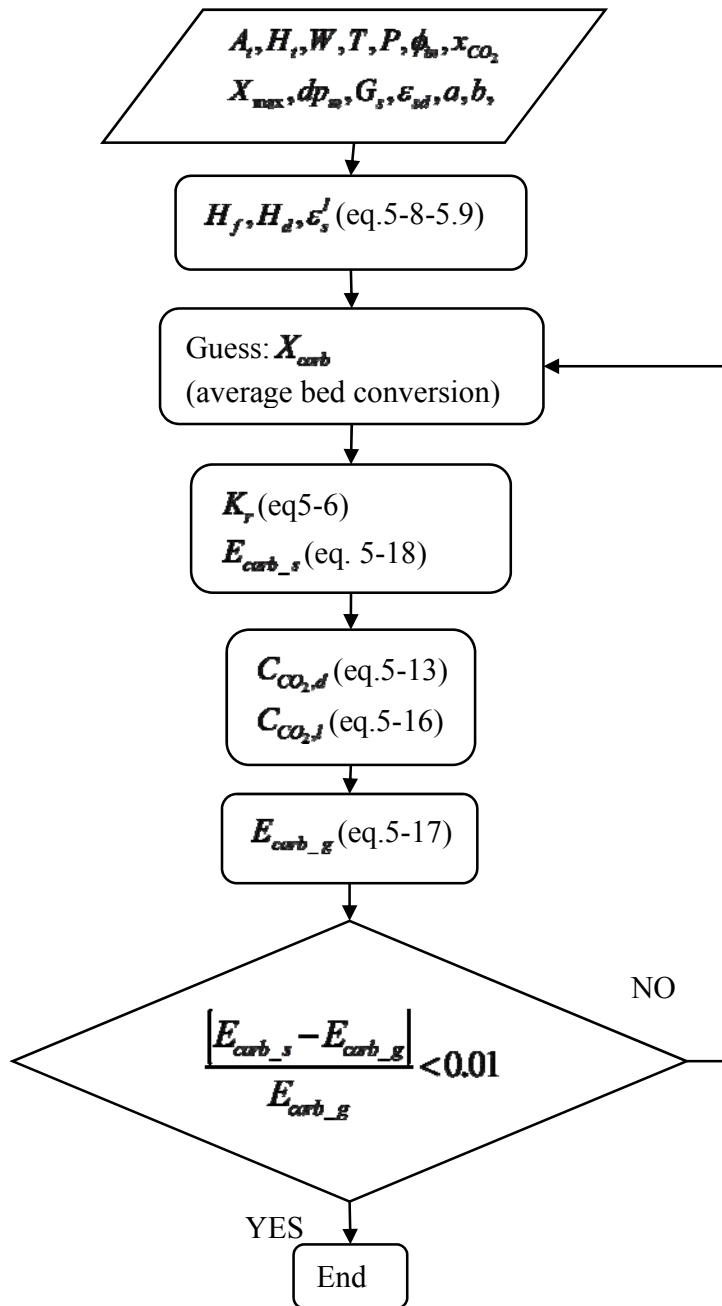 A_t, H_t, W, T, P, ϕ_in, x_CO₂
X_max, dp_so, G_s, ε_sd, a, b,
H_f, H_d, ε_s^l (eq.5-8-5.9)
Guess: X_carb
(average bed conversion)
K_r (eq5-6)
E_carb_s (eq. 5-18)
C_CO₂,d (eq.5-13)
C_CO₂,l (eq.5-16)
E_carb_g (eq.5-17)
NO
|E_carb_s − E_carb_g|
E_carb_g
<0.01
YES
End